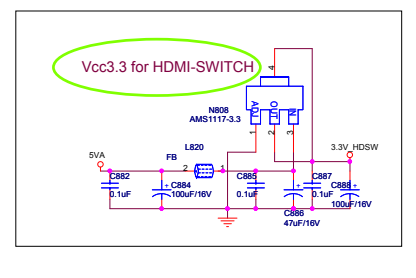 Vcc3.3 for HDMI-SWITCH
4
N808
AMS1117-3.3
ADJ
OUT
IN
1
2
3
3.3V_HDSW
L820
5VA
FB
2
1
C882
0.1uF
C884
100uF/16V
C885
0.1uF
C886
47uF/16V
C887
0.1uF
C888
100uF/16V